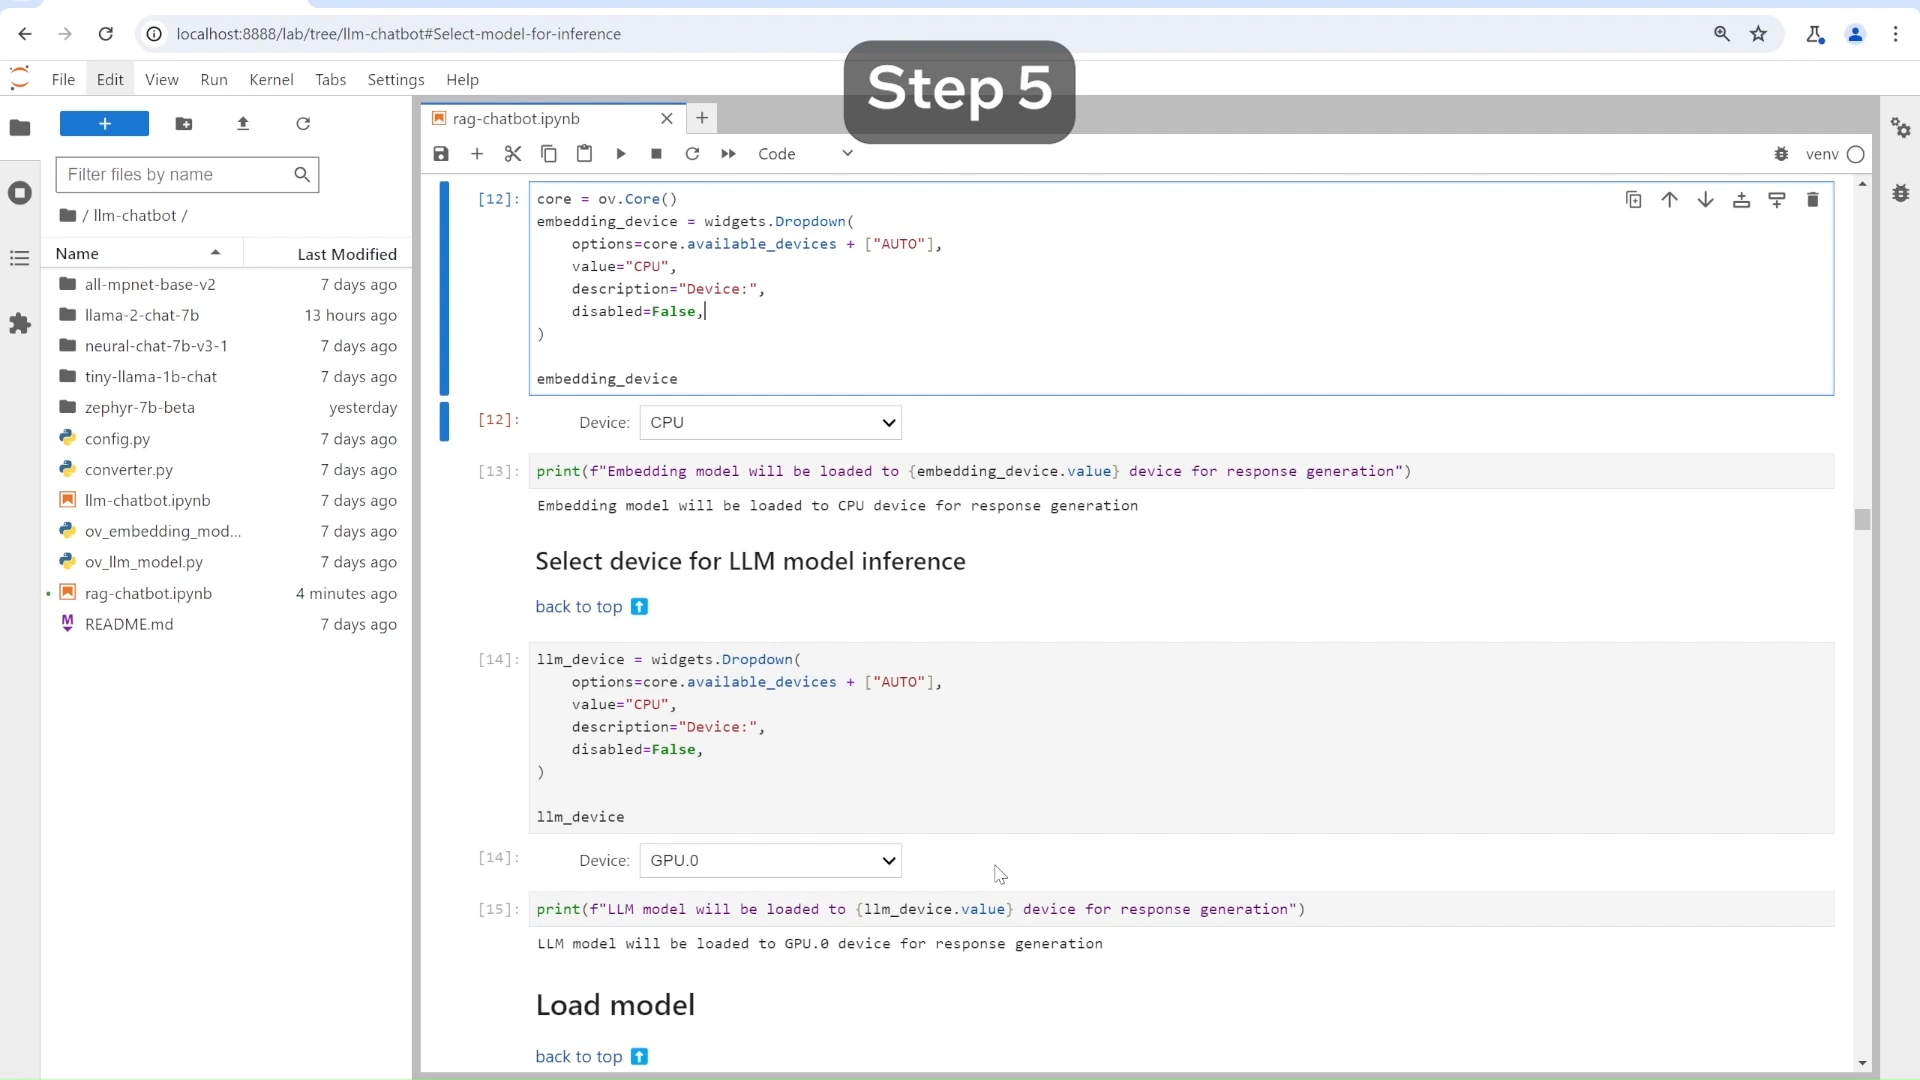 localhost:8888/lab/tree/llm-chatbot#Select-model-for-inference
Step 5
File Edit View Run Kernel Tabs Settings Help
rag-chatbot.ipynb
Code
venv
Filter files by name
/ llm-chatbot /
Name Last Modified
all-mpnet-base-v2 7 days ago
llama-2-chat-7b 13 hours ago
neural-chat-7b-v3-1 7 days ago
tiny-llama-1b-chat 7 days ago
zephyr-7b-beta yesterday
config.py 7 days ago
converter.py 7 days ago
llm-chatbot.ipynb 7 days ago
ov_embedding_mod... 7 days ago
ov_llm_model.py 7 days ago
rag-chatbot.ipynb 4 minutes ago
README.md 7 days ago
[12]: core = ov.Core()
embedding_device = widgets.Dropdown(
options=core.available_devices + ["AUTO"],
value="CPU",
description="Device:",
disabled=False,
)
embedding_device
[12]: Device: CPU
[13]: print(f"Embedding model will be loaded to {embedding_device.value} device for response generation")
Embedding model will be loaded to CPU device for response generation
Select device for LLM model inference
back to top
[14]: llm_device = widgets.Dropdown(
options=core.available_devices + ["AUTO"],
value="CPU",
description="Device:",
disabled=False,
)
llm_device
[14]: Device: GPU.0
[15]: print(f"LLM model will be loaded to {llm_device.value} device for response generation")
LLM model will be loaded to GPU.0 device for response generation
Load model
back to top